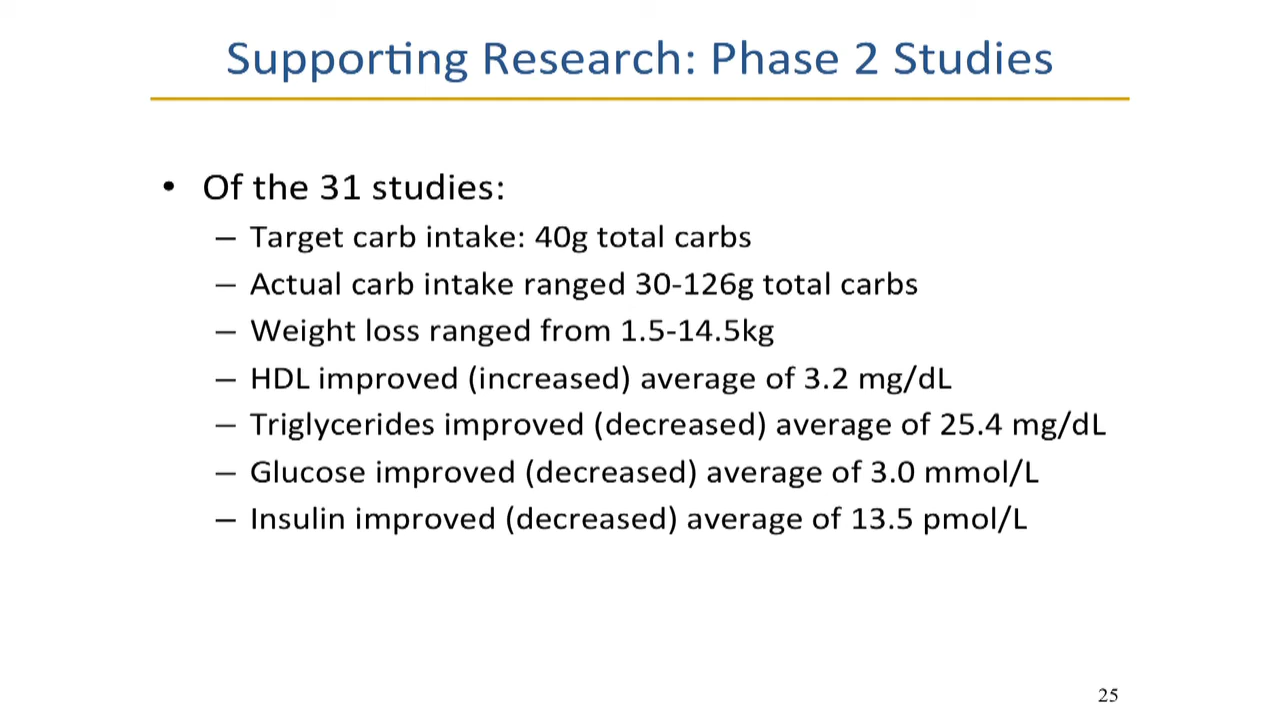 Supporting Research: Phase 2 Studies
• Of the 31 studies:
– Target carb intake: 40g total carbs
– Actual carb intake ranged 30-126g total carbs
– Weight loss ranged from 1.5-14.5kg
– HDL improved (increased) average of 3.2 mg/dL
– Triglycerides improved (decreased) average of 25.4 mg/dL
– Glucose improved (decreased) average of 3.0 mmol/L
– Insulin improved (decreased) average of 13.5 pmol/L
25